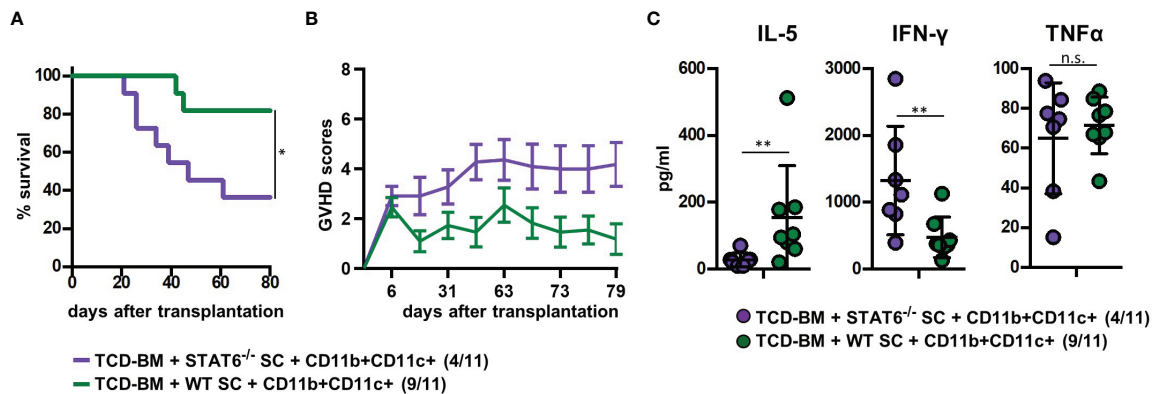 A
% survival
100
80
60
40
20
0
0 20 40 60 80
days after transplantation
*
B
GVHD scores
8
6
4
2
0
6 31 63 73 79
days after transplantation
TCD-BM + STAT6-/- SC + CD11b+CD11c+ (4/11)
TCD-BM + WT SC + CD11b+CD11c+ (9/11)
C
IL-5
pg/ml
600
400
200
0
**
IFN-γ
3000
2000
1000
0
**
TNFα
n.s.
100
80
60
40
20
0
TCD-BM + STAT6-/- SC + CD11b+CD11c+ (4/11)
TCD-BM + WT SC + CD11b+CD11c+ (9/11)